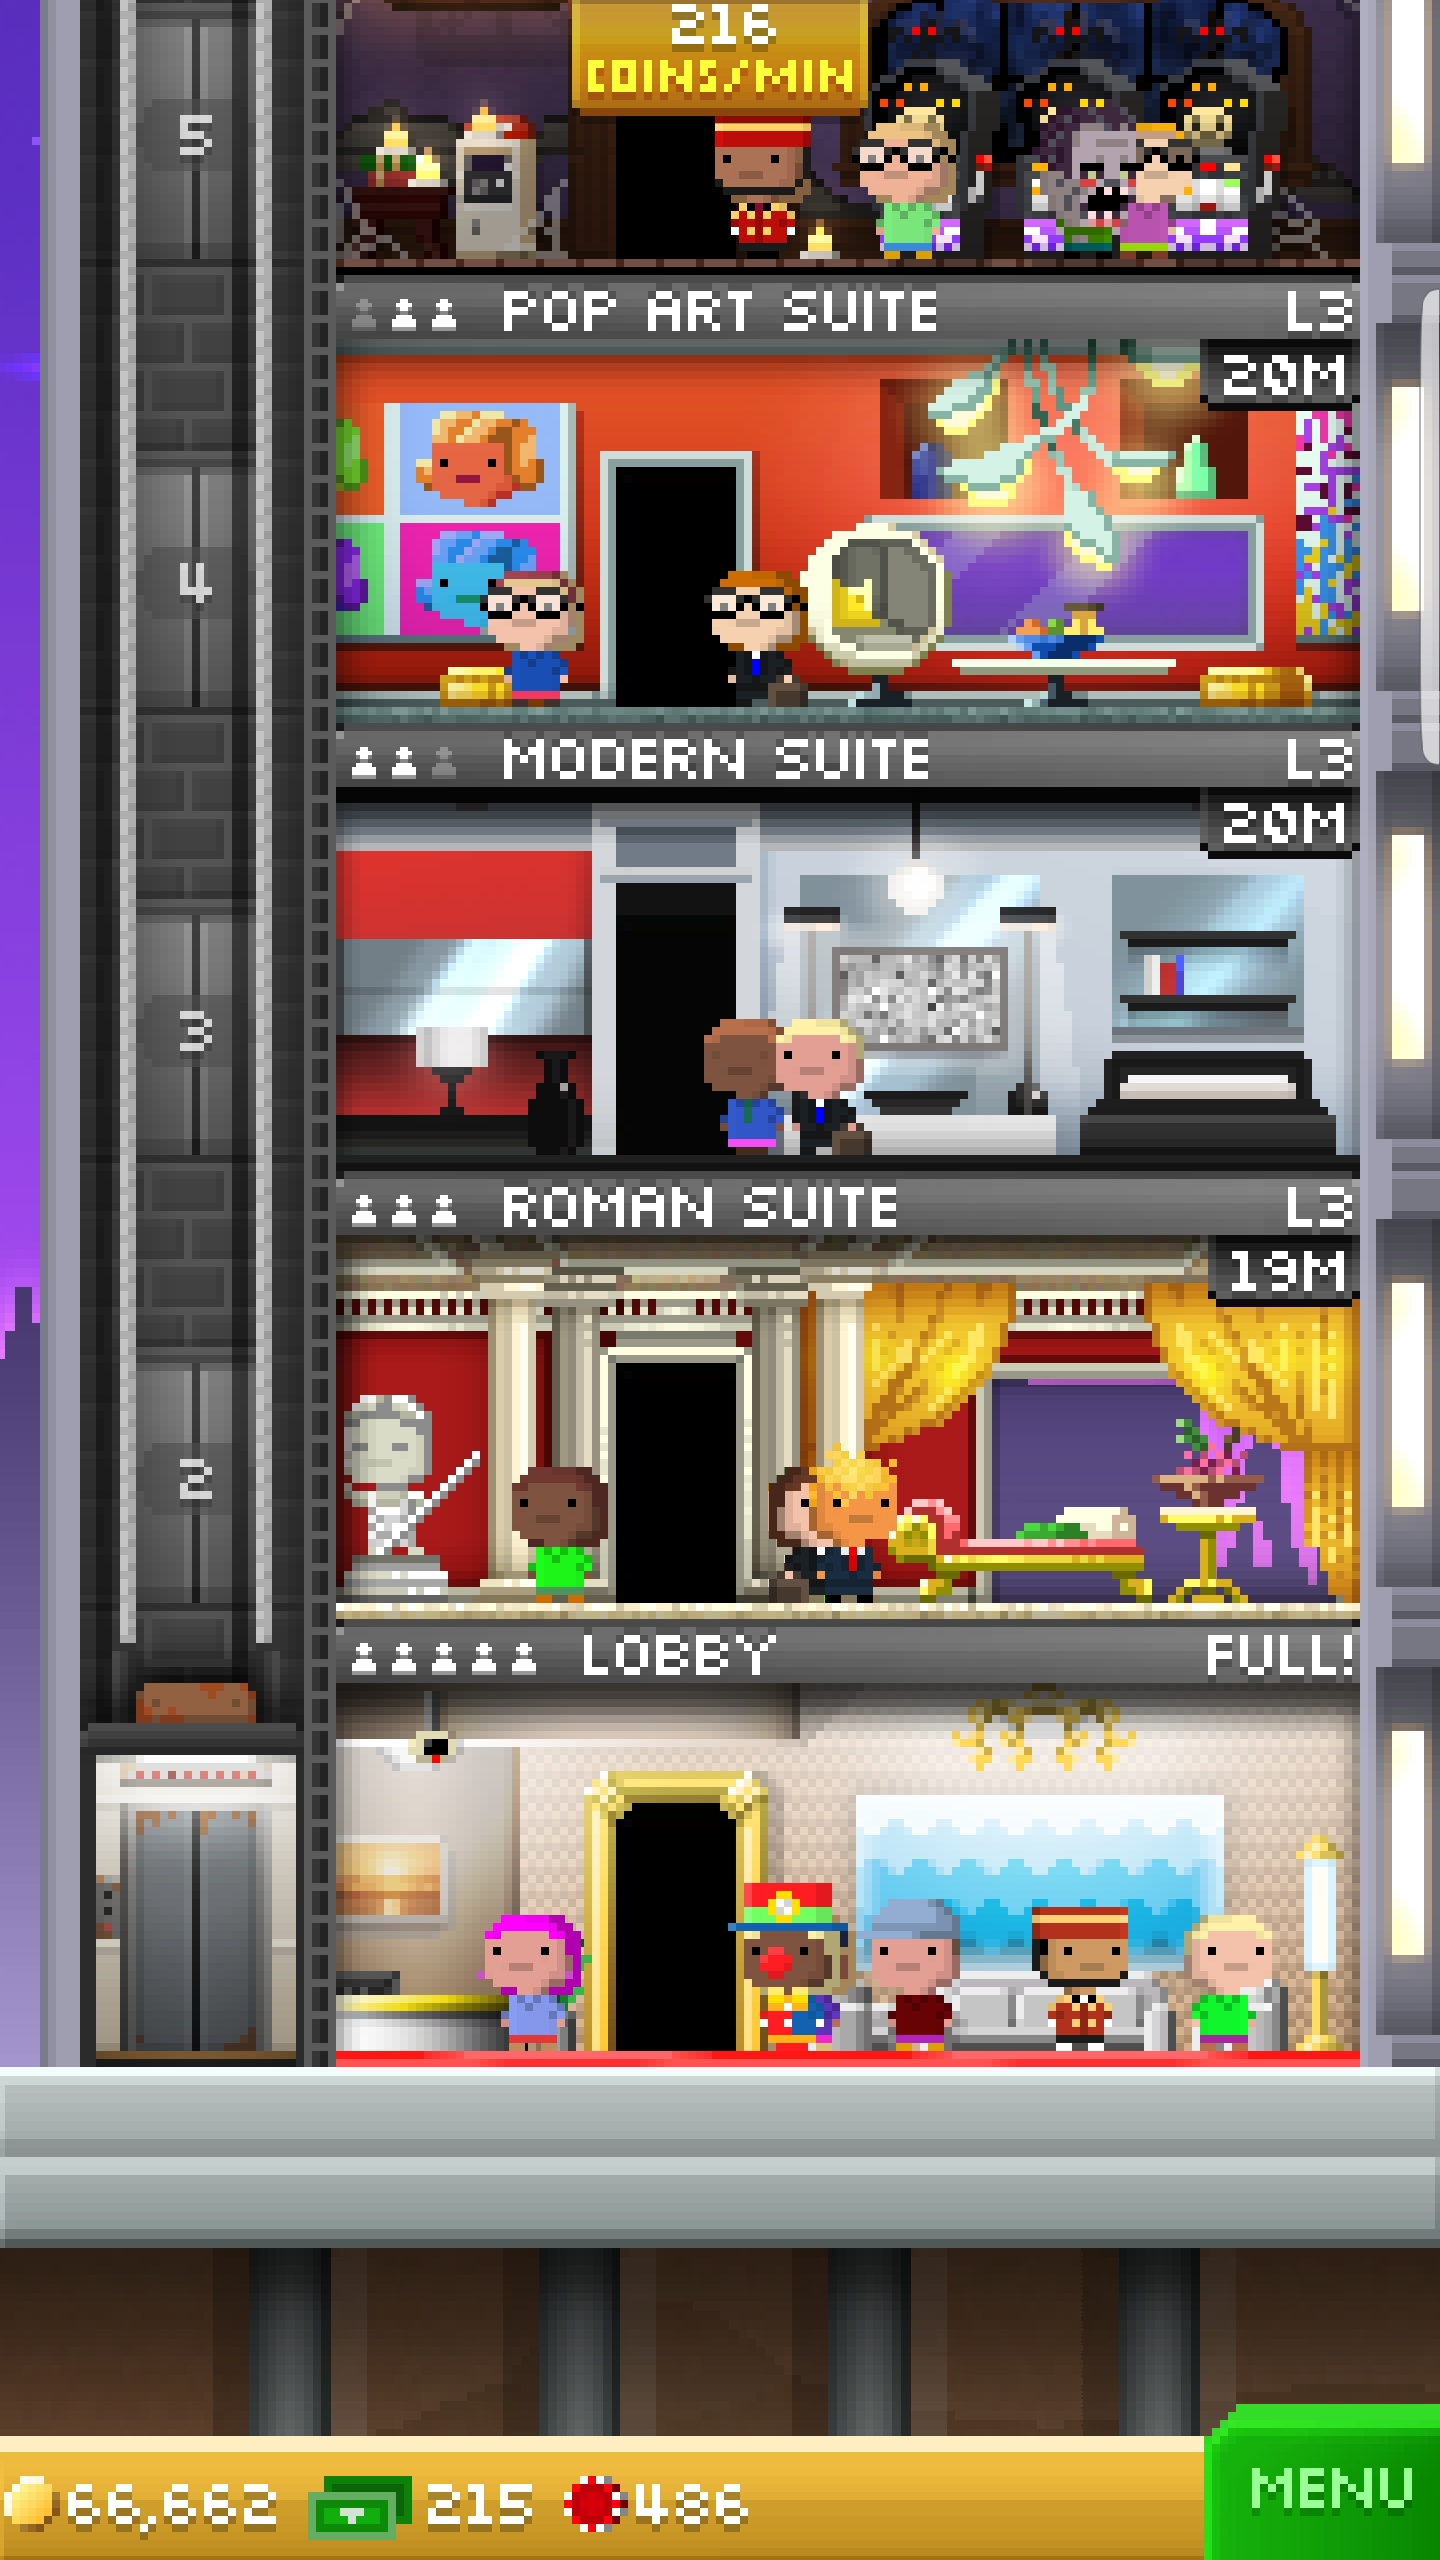 216
COINS/MIN
5
POP ART SUITE L3
20M
4
MODERN SUITE L3
20M
3
ROMAN SUITE L3
19M
2
LOBBY FULL!
66,662 215 486
MENU